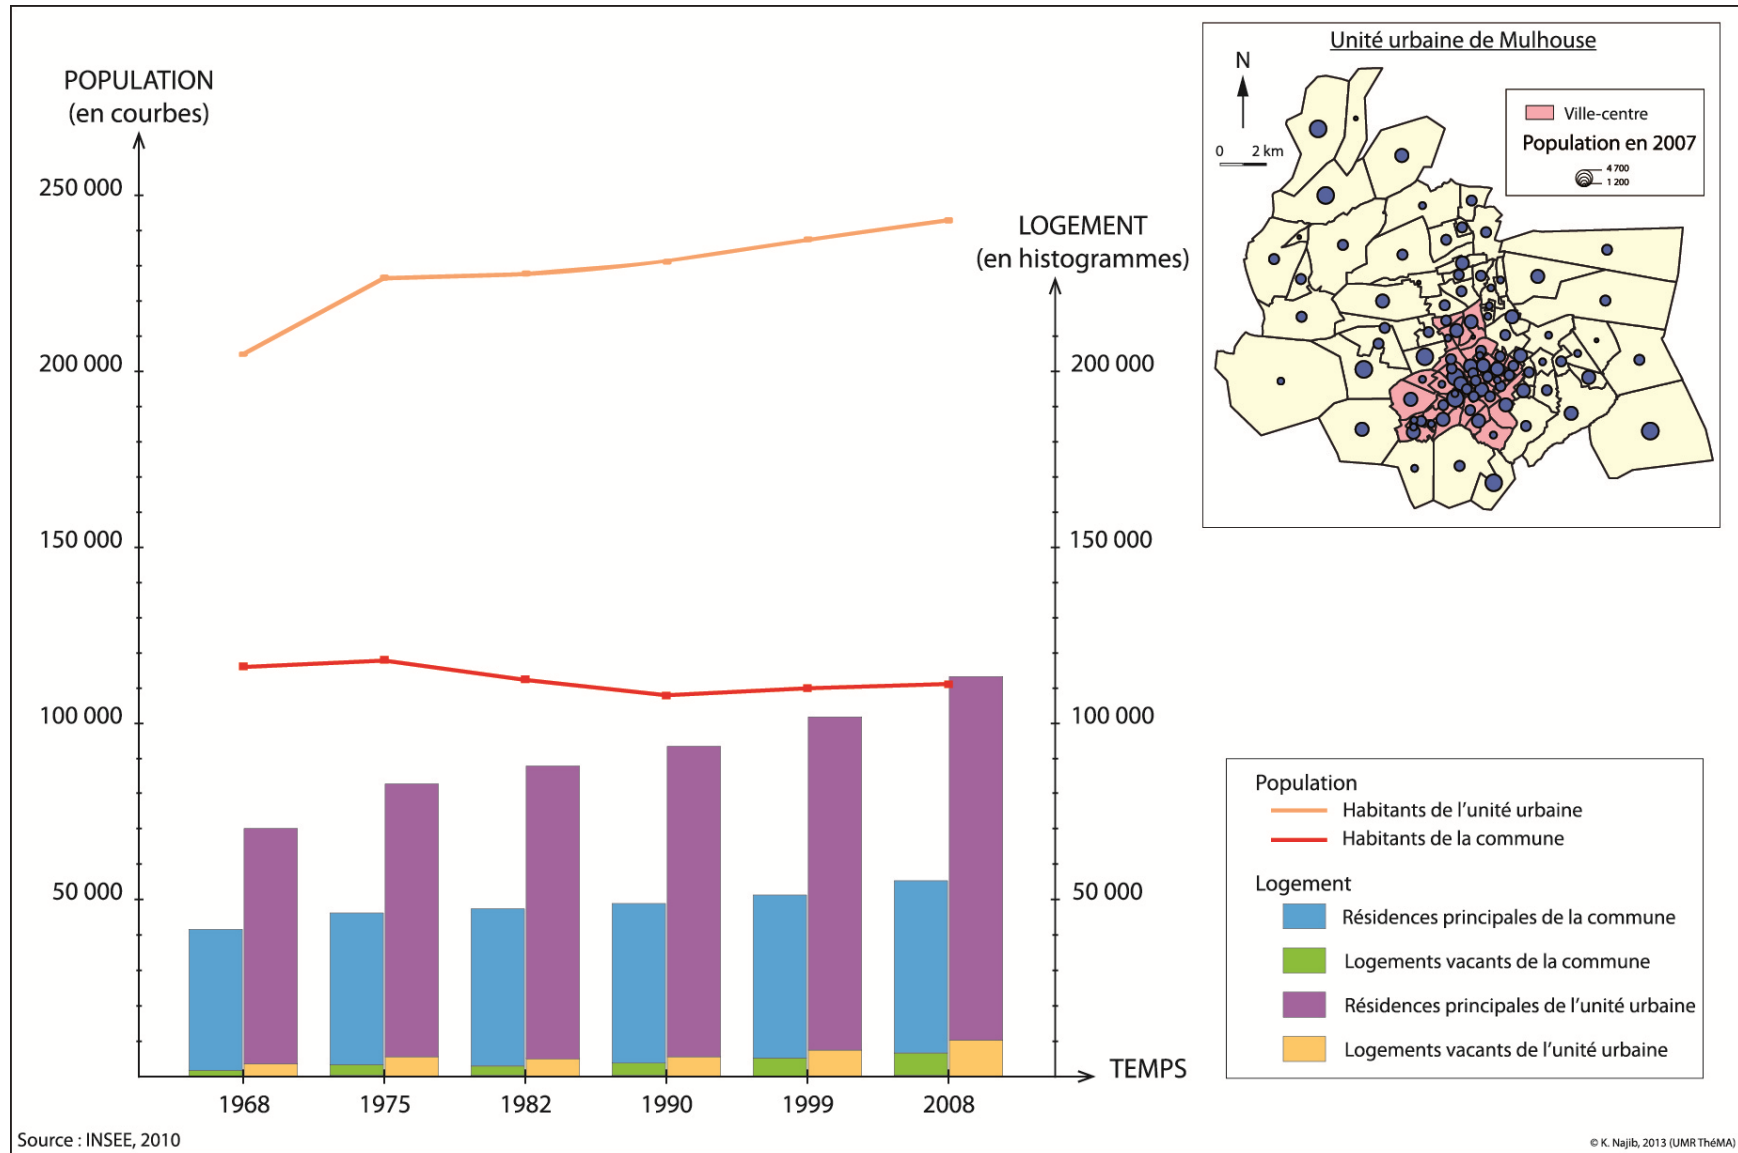 POPULATION
(en courbes)
250 000
200 000
150 000
100 000
50 000
LOGEMENT
(en histogrammes)
200 000
150 000
100 000
50 000
TEMPS
1968 1975 1982 1990 1999 2008
Source : INSEE, 2010
Unité urbaine de Mulhouse
N
0 2 km
Ville-centre
Population en 2007
4 700
1 200
Population
Habitants de l'unité urbaine
Habitants de la commune
Logement
Résidences principales de la commune
Logements vacants de la commune
Résidences principales de l'unité urbaine
Logements vacants de l'unité urbaine
© K. Najib, 2013 (UMR ThéMA)